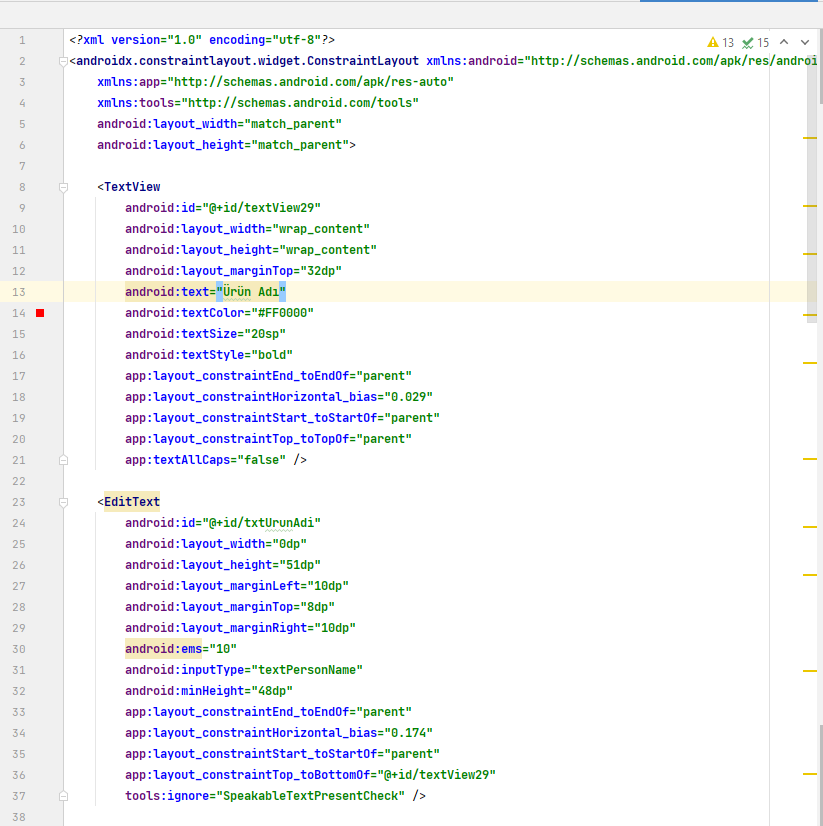 13 15
1 <?xml version="1.0" encoding="utf-8"?>
2 <androidx.constraintlayout.widget.ConstraintLayout xmlns:android="http://schemas.android.com/apk/res/androi
3 xmlns:app="http://schemas.android.com/apk/res-auto"
4 xmlns:tools="http://schemas.android.com/tools"
5 android:layout_width="match_parent"
6 android:layout_height="match_parent">
7
8 <TextView
9 android:id="@+id/textView29"
10 android:layout_width="wrap_content"
11 android:layout_height="wrap_content"
12 android:layout_marginTop="32dp"
13 android:text="Ürün Adı"
14 android:textColor="#FF0000"
15 android:textSize="20sp"
16 android:textStyle="bold"
17 app:layout_constraintEnd_toEndOf="parent"
18 app:layout_constraintHorizontal_bias="0.029"
19 app:layout_constraintStart_toStartOf="parent"
20 app:layout_constraintTop_toTopOf="parent"
21 app:textAllCaps="false" />
22
23 <EditText
24 android:id="@+id/txtUrunAdi"
25 android:layout_width="0dp"
26 android:layout_height="51dp"
27 android:layout_marginLeft="10dp"
28 android:layout_marginTop="8dp"
29 android:layout_marginRight="10dp"
30 android:ems="10"
31 android:inputType="textPersonName"
32 android:minHeight="48dp"
33 app:layout_constraintEnd_toEndOf="parent"
34 app:layout_constraintHorizontal_bias="0.174"
35 app:layout_constraintStart_toStartOf="parent"
36 app:layout_constraintTop_toBottomOf="@+id/textView29"
37 tools:ignore="SpeakableTextPresentCheck" />
38